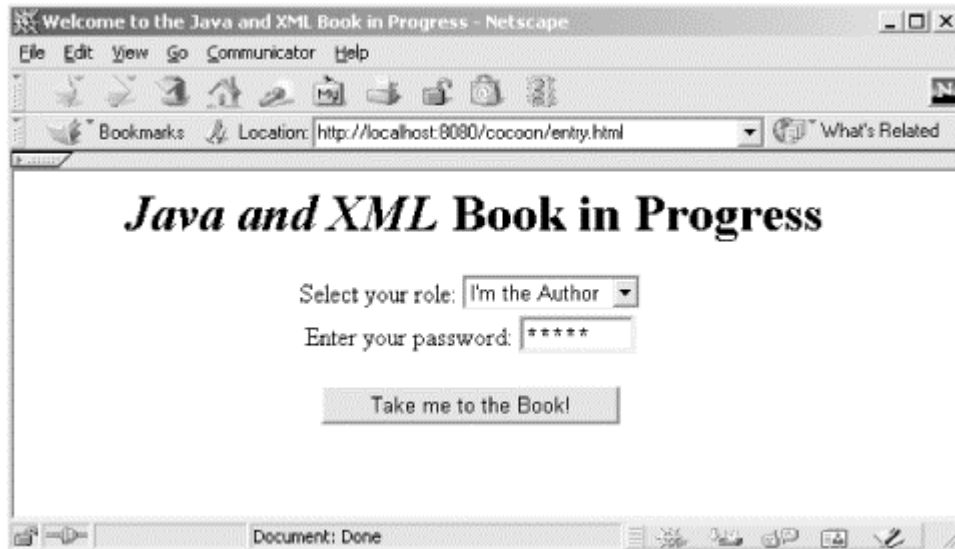 Welcome to the Java and XML Book in Progress - Netscape
File Edit View Go Communicator Help
My
N
Bookmarks Location: http://localhost:8080/cocoon/entry.html What's Related
Java and XML Book in Progress
Select your role: I'm the Author
Enter your password: *****
Take me to the Book!
Document: Done